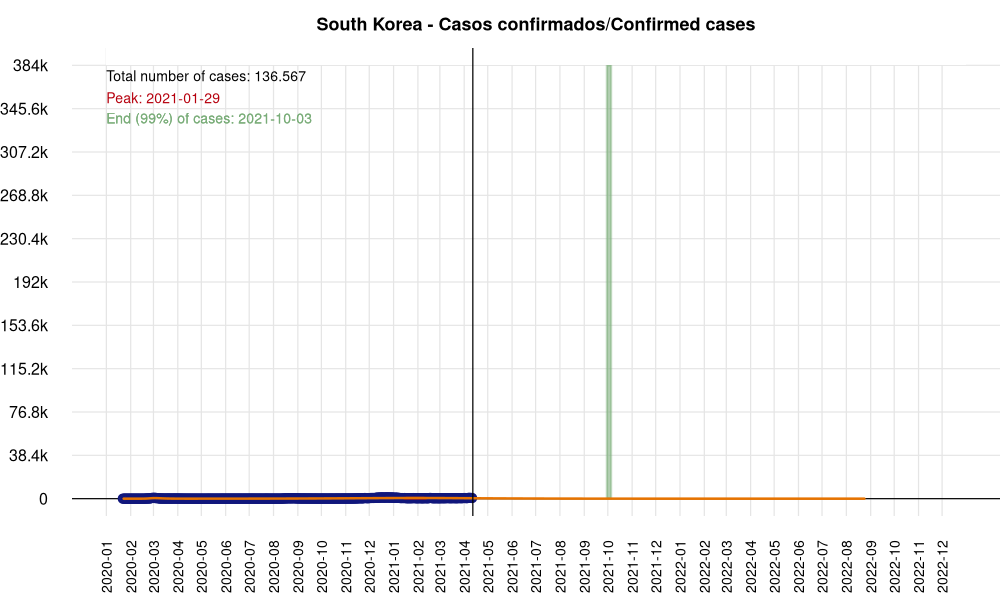 South Korea - Casos confirmados/Confirmed cases
Total number of cases: 136.567
Peak: 2021-01-29
End (99%) of cases: 2021-10-03
384k
345.6k
307.2k
268.8k
230.4k
192k
153.6k
115.2k
76.8k
38.4k
0
2020-01
2020-02
2020-03
2020-04
2020-05
2020-06
2020-07
2020-08
2020-09
2020-10
2020-11
2020-12
2021-01
2021-02
2021-03
2021-04
2021-05
2021-06
2021-07
2021-08
2021-09
2021-10
2021-11
2021-12
2022-01
2022-02
2022-03
2022-04
2022-05
2022-06
2022-07
2022-08
2022-09
2022-10
2022-11
2022-12